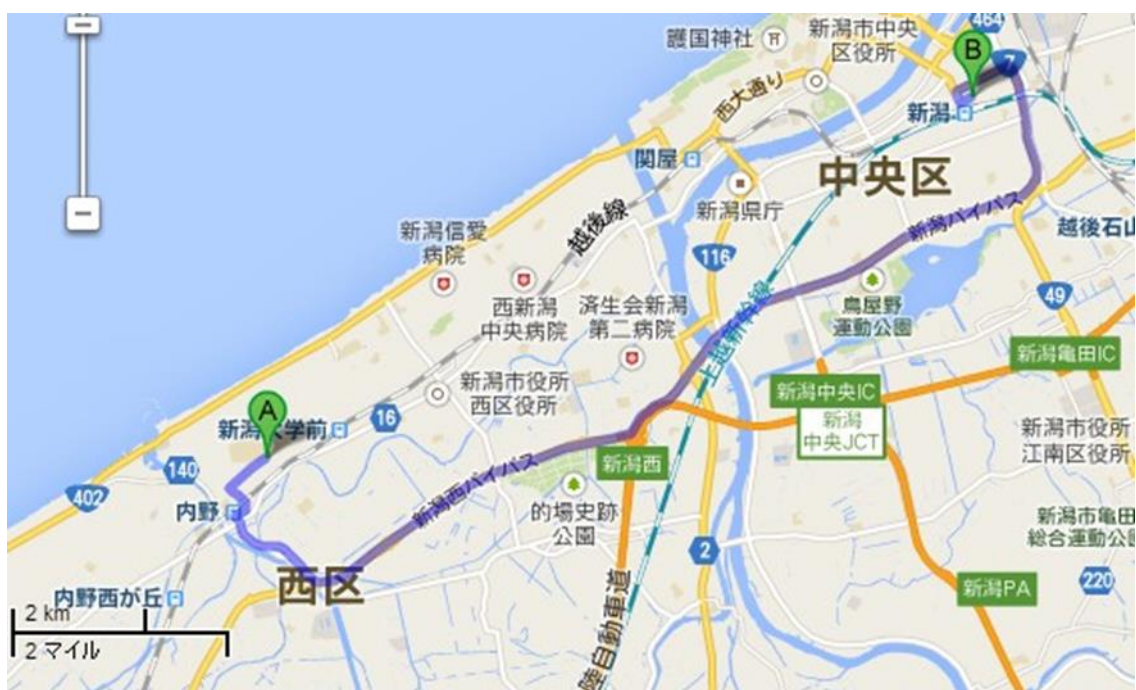 護国神社
新潟市中央
区役所
464
B
7
西大通り
新潟
関屋
中央区
新潟県庁
新潟バイパス
越後石山
新潟信愛
病院
越後線
116
西新潟
中央病院
済生会新潟
第二病院
上越新幹線
鳥屋野
運動公園
49
新潟亀田IC
新潟市役所
西区役所
新潟中央IC
新潟
中央JCT
A
新潟大学前
16
新潟市役所
江南区役所
140
新潟西
402
内野
新潟西バイパス
的場史跡
公園
新潟市亀田
総合運動公園
2
西区
220
内野西が丘
陸自動車道
新潟PA
2 km
2 マイル